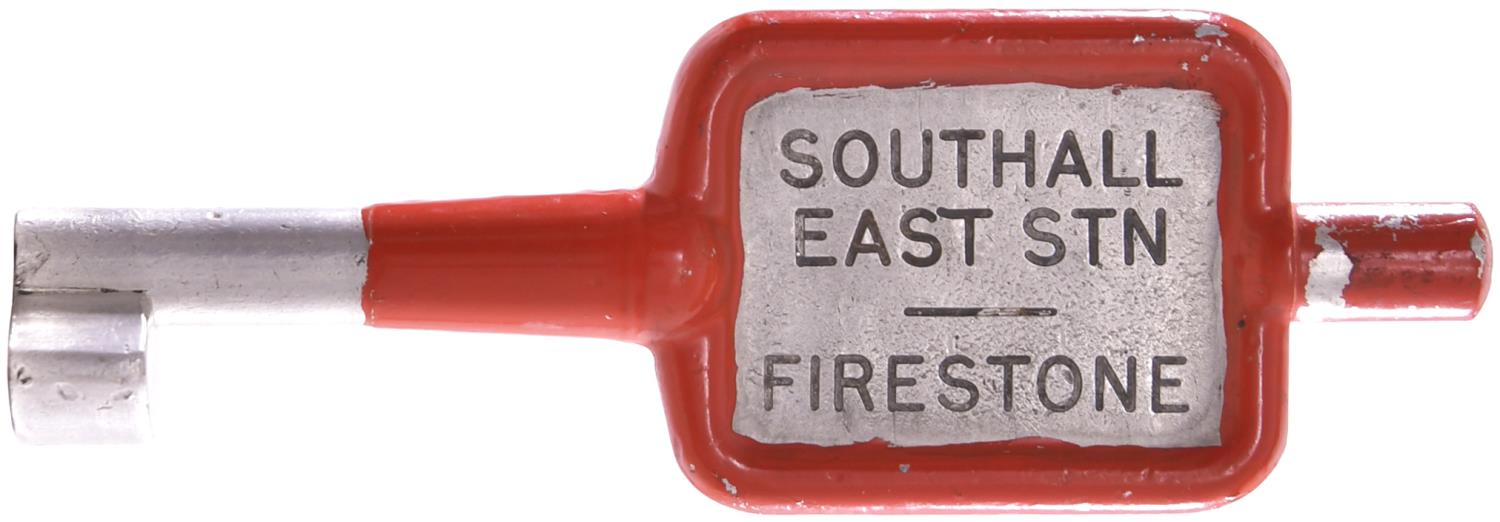 SOUTHALL
EAST STN
—
FIRESTONE